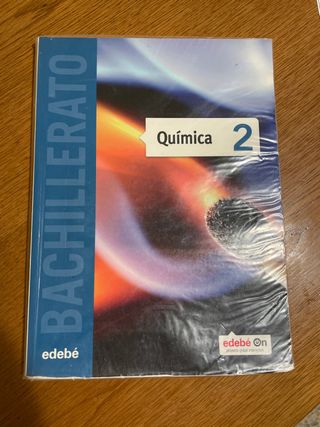 BACHILLERATO
Química 2
edebé
edebé On